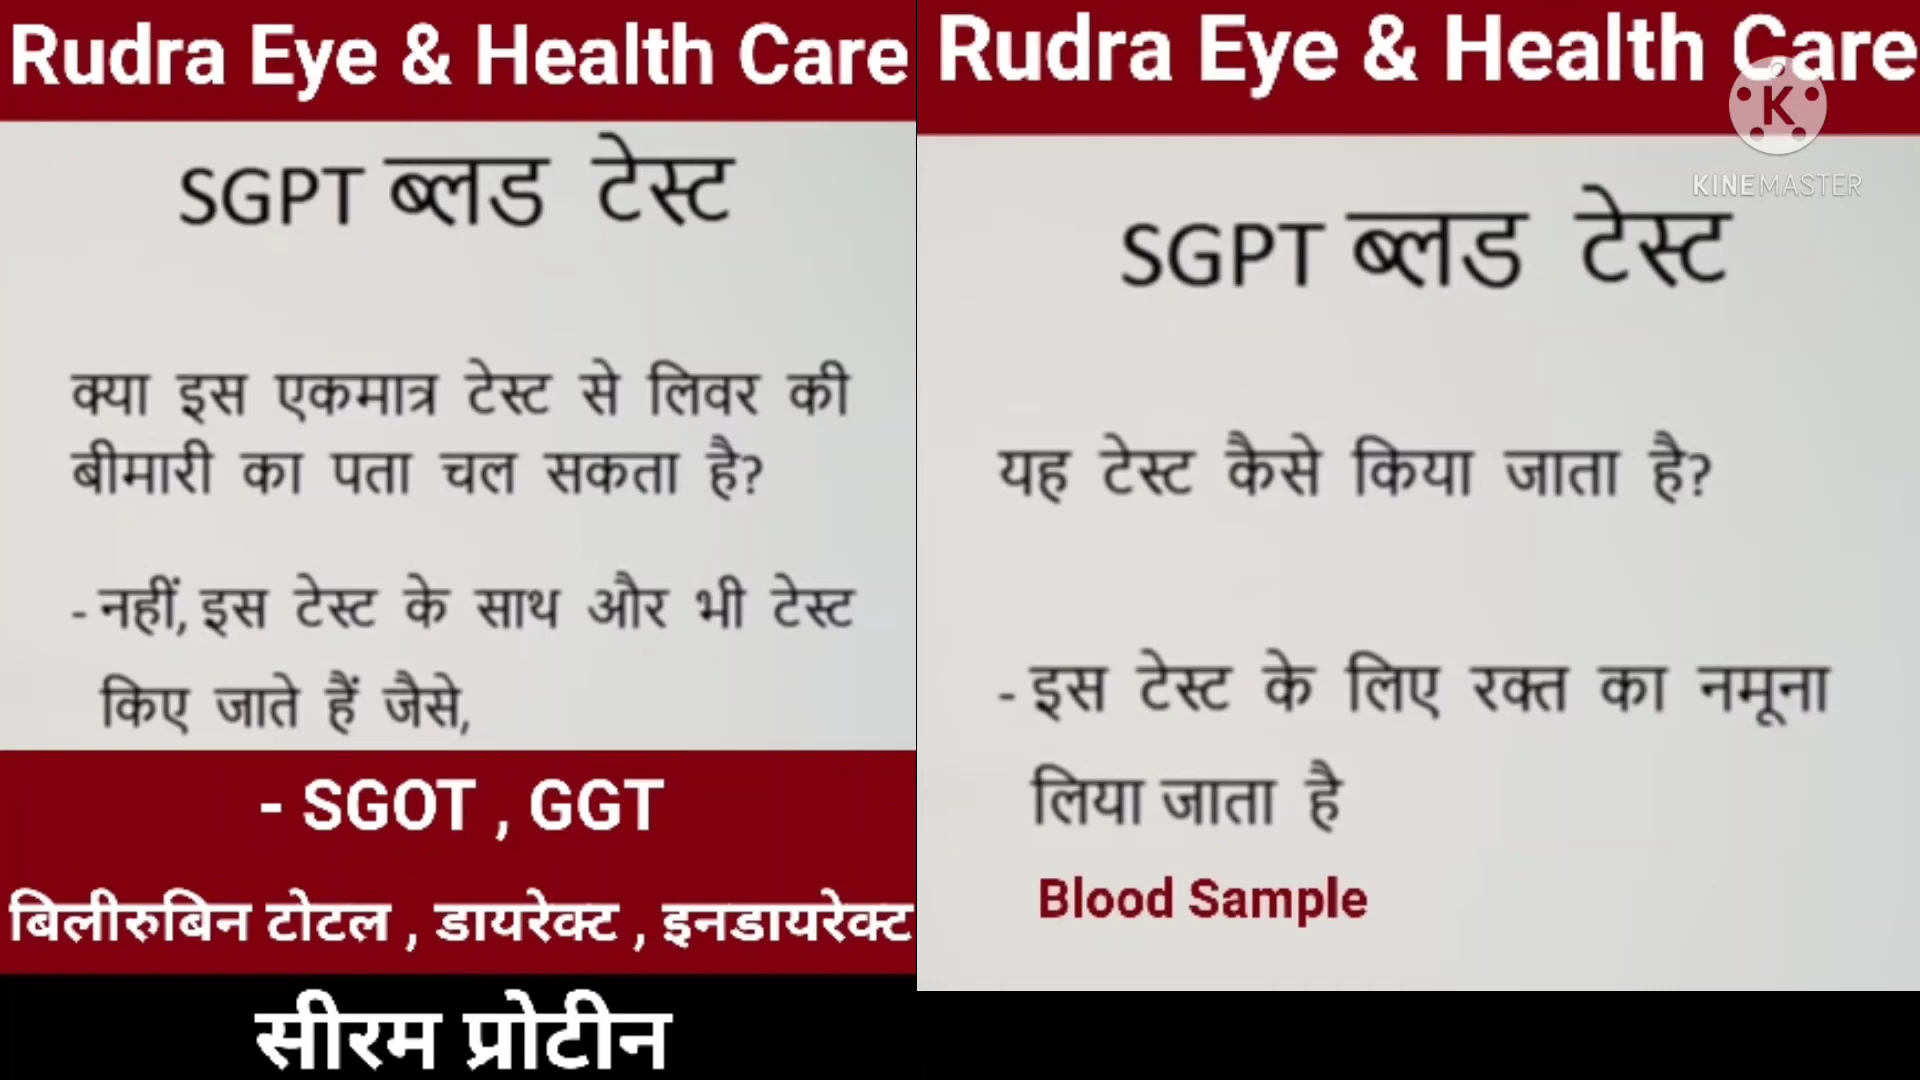 Rudra Eye & Health Care
SGPT ब्लड टेस्ट
क्या इस एकमात्र टेस्ट से लिवर की
बीमारी का पता चल सकता है?
- नहीं, इस टेस्ट के साथ और भी टेस्ट
किए जाते हैं जैसे,
- SGOT , GGT
बिलीरुबिन टोटल , डायरेक्ट , इनडायरेक्ट
सीरम प्रोटीन
Rudra Eye & Health Care
K
KINEMASTER
SGPT ब्लड टेस्ट
यह टेस्ट कैसे किया जाता है?
- इस टेस्ट के लिए रक्त का नमूना
लिया जाता है
Blood Sample